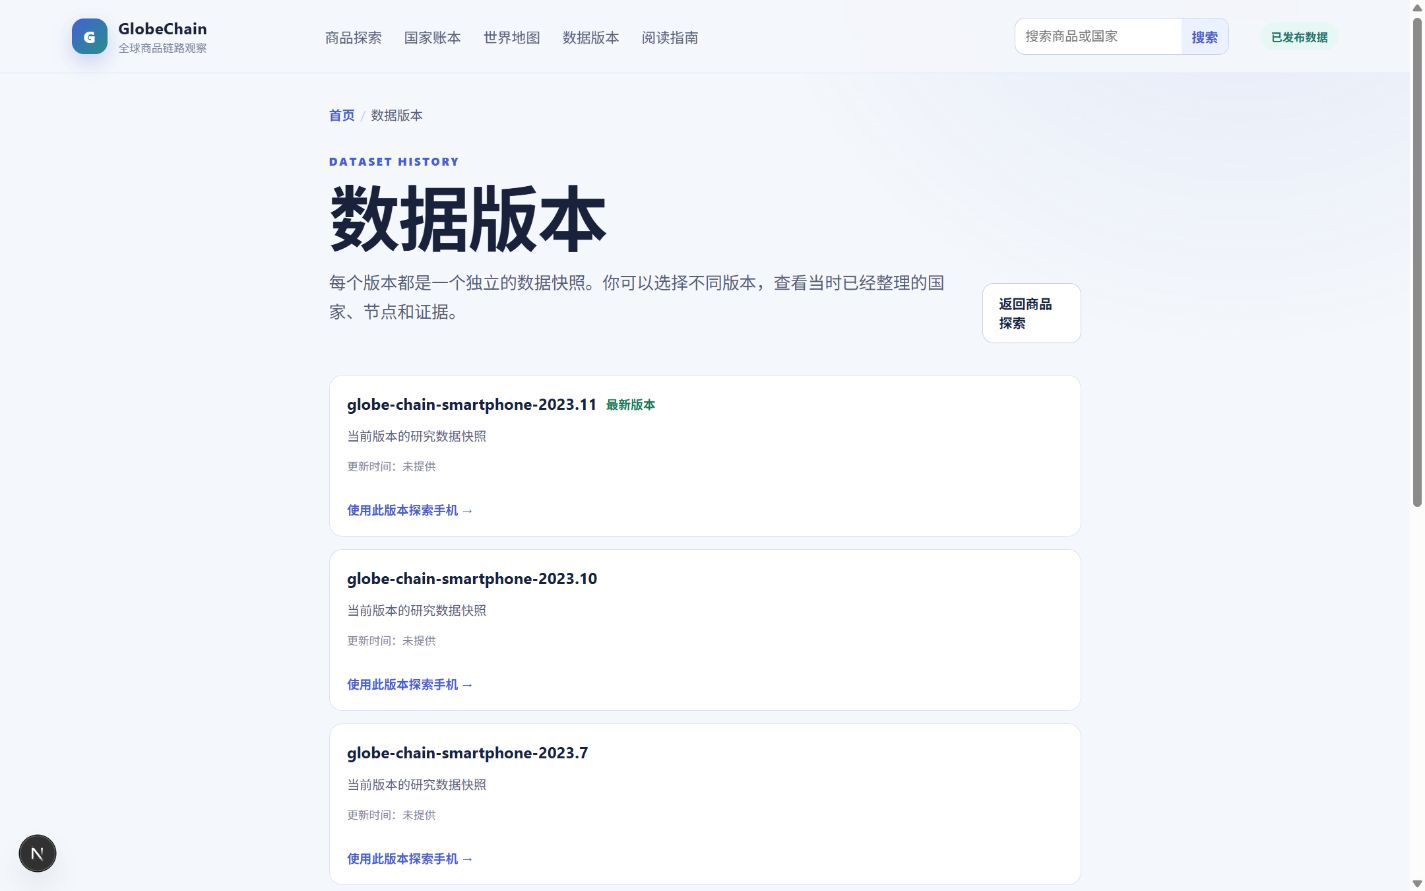 G
GlobeChain
全球商品链路观察
商品探索
国家账本
世界地图
数据版本
阅读指南
搜索商品或国家
搜索
已发布数据
首页 / 数据版本
DATASET HISTORY
数据版本
每个版本都是一个独立的数据快照。你可以选择不同版本，查看当时已经整理的国
家、节点和证据。
返回商品
探索
globe-chain-smartphone-2023.11 最新版本
当前版本的研究数据快照
更新时间：未提供
使用此版本探索手机 →
globe-chain-smartphone-2023.10
当前版本的研究数据快照
更新时间：未提供
使用此版本探索手机 →
globe-chain-smartphone-2023.7
当前版本的研究数据快照
更新时间：未提供
使用此版本探索手机 →
N